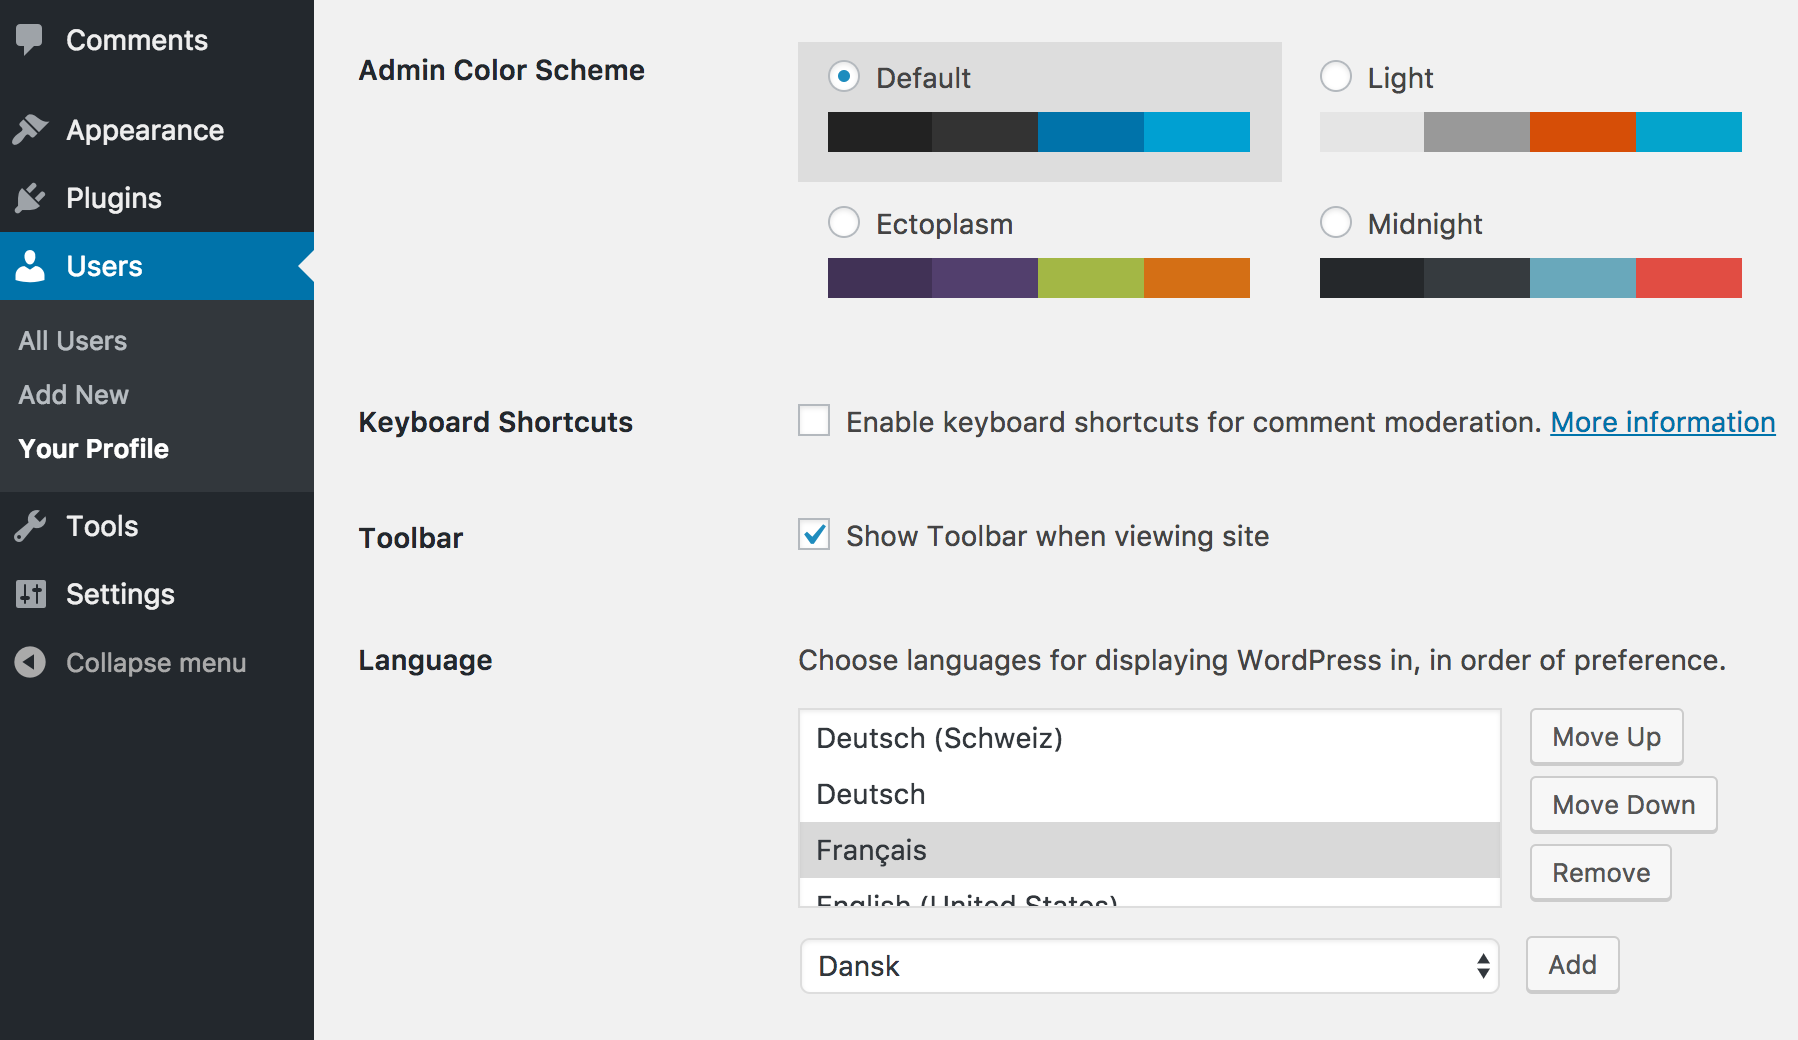 Comments
Appearance
Plugins
Users
All Users
Add New
Your Profile
Tools
Settings
Collapse menu
Admin Color Scheme
Default
Light
Ectoplasm
Midnight
Keyboard Shortcuts
Enable keyboard shortcuts for comment moderation. More information
Toolbar
Show Toolbar when viewing site
Language
Choose languages for displaying WordPress in, in order of preference.
Deutsch (Schweiz)
Deutsch
Français
English (United States)
Move Up
Move Down
Remove
Dansk
Add